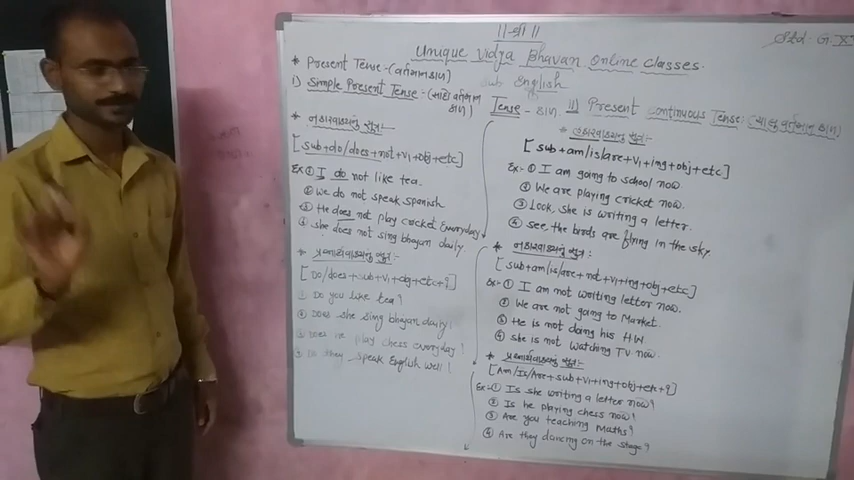 ॥ श्री ॥
Unique Vidya Bhavan Online Classes.
Std - G. X
Sub English
* Present Tense - (વર્તમાનકાળ)
i) Simple Present Tense - (સાદો વર્તમાન કાળ)
* નકારવાક્યનું સૂત્ર:-
[ Sub + do/does + not + V1 + obj + etc ]
Ex ① I do not like tea.
② We do not speak spanish
③ He does not play cricket Everyday
④ She does not sing bhajan daily.
* પ્રશ્નાર્થવાક્યનું સૂત્ર:-
[ Do/does + sub + V1 + obj + etc + ? ]
① Do you like tea?
② Does she sing bhajan daily?
③ Does he play chess everyday?
④ Do they speak English well?
Tense - કાળ
ii) Present Continuous Tense: (ચાલુ વર્તમાન કાળ)
* હકારવાક્યનું સૂત્ર:-
[ Sub + am/is/are + V1 + ing + obj + etc ]
Ex:- ① I am going to school now.
② We are playing cricket now.
③ Look, she is writing a letter.
④ See the birds are flying in the sky.
* નકારવાક્યનું સૂત્ર:
[ Sub + am/is/are + not + V1 + ing + obj + etc ]
Ex:- ① I am not writing letter now.
② We are not going to Market.
③ He is not doing his HW
④ She is not watching TV now.
* પ્રશ્નાર્થવાક્યનું સૂત્ર:-
[ Am/Is/Are + sub + V1 + ing + obj + etc + ? ]
Ex:- ① Is she writing a letter now?
② Is he playing chess now?
③ Are you teaching Maths?
④ Are they dancing on the stage?